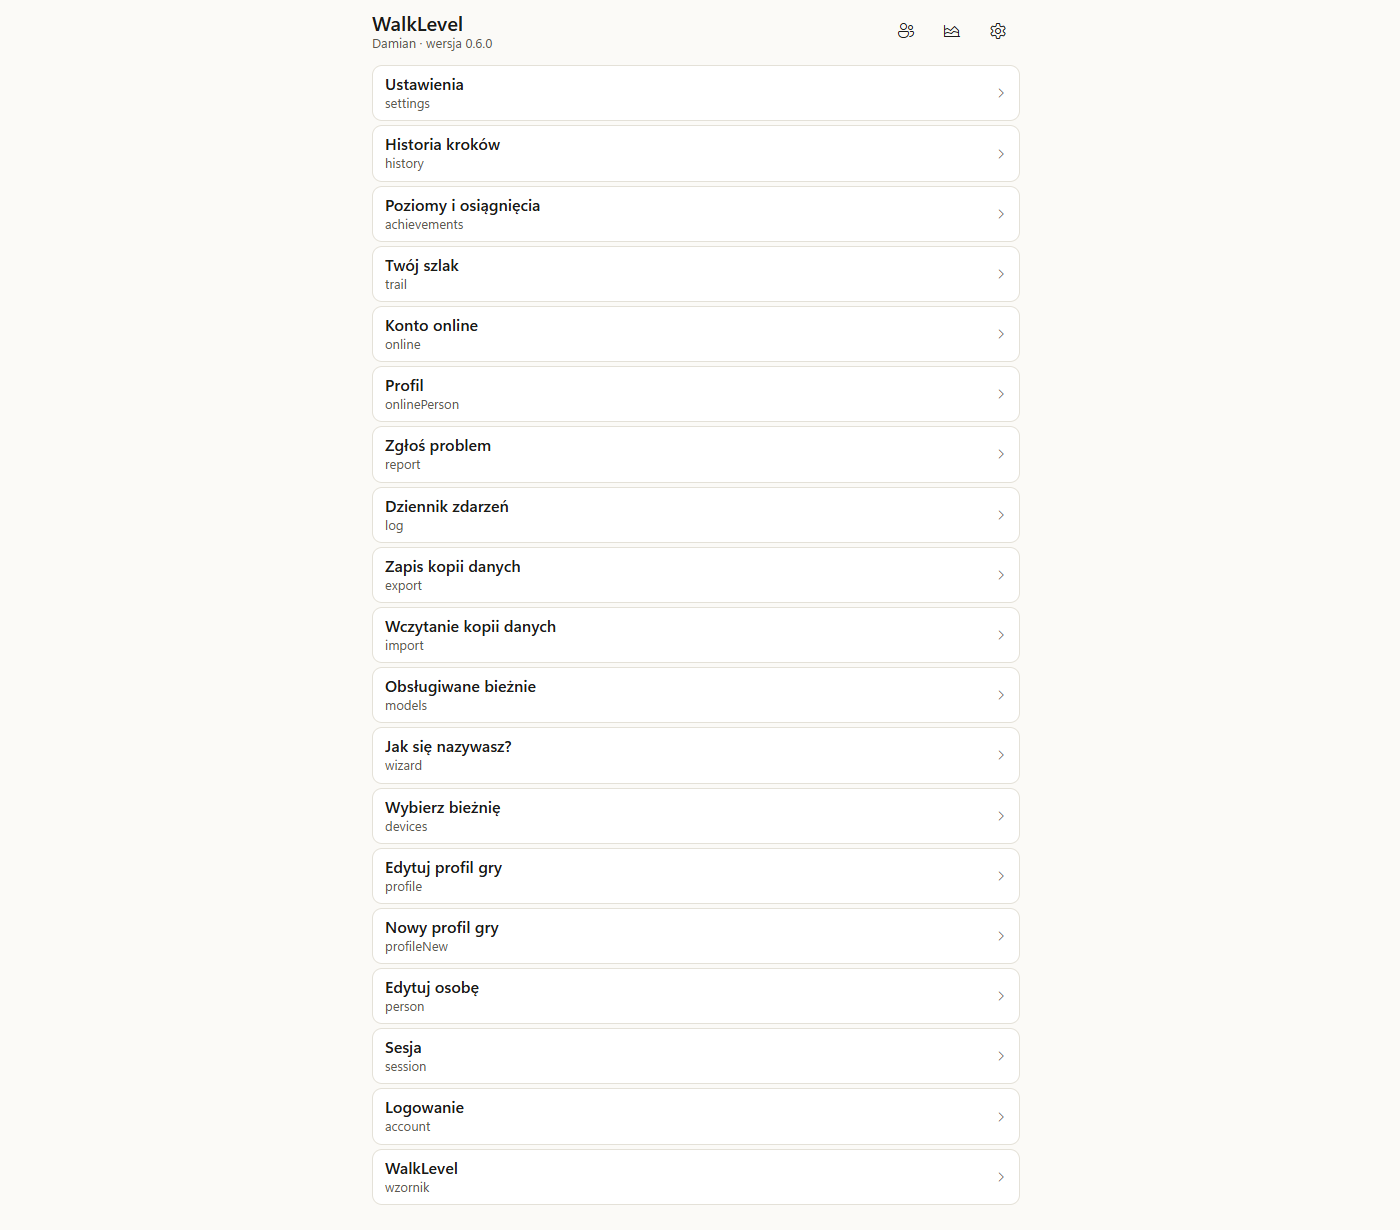 WalkLevel
Damian · wersja 0.6.0
Ustawienia
settings
Historia kroków
history
Poziomy i osiągnięcia
achievements
Twój szlak
trail
Konto online
online
Profil
onlinePerson
Zgłoś problem
report
Dziennik zdarzeń
log
Zapis kopii danych
export
Wczytanie kopii danych
import
Obsługiwane bieżnie
models
Jak się nazywasz?
wizard
Wybierz bieżnię
devices
Edytuj profil gry
profile
Nowy profil gry
profileNew
Edytuj osobę
person
Sesja
session
Logowanie
account
WalkLevel
wzornik